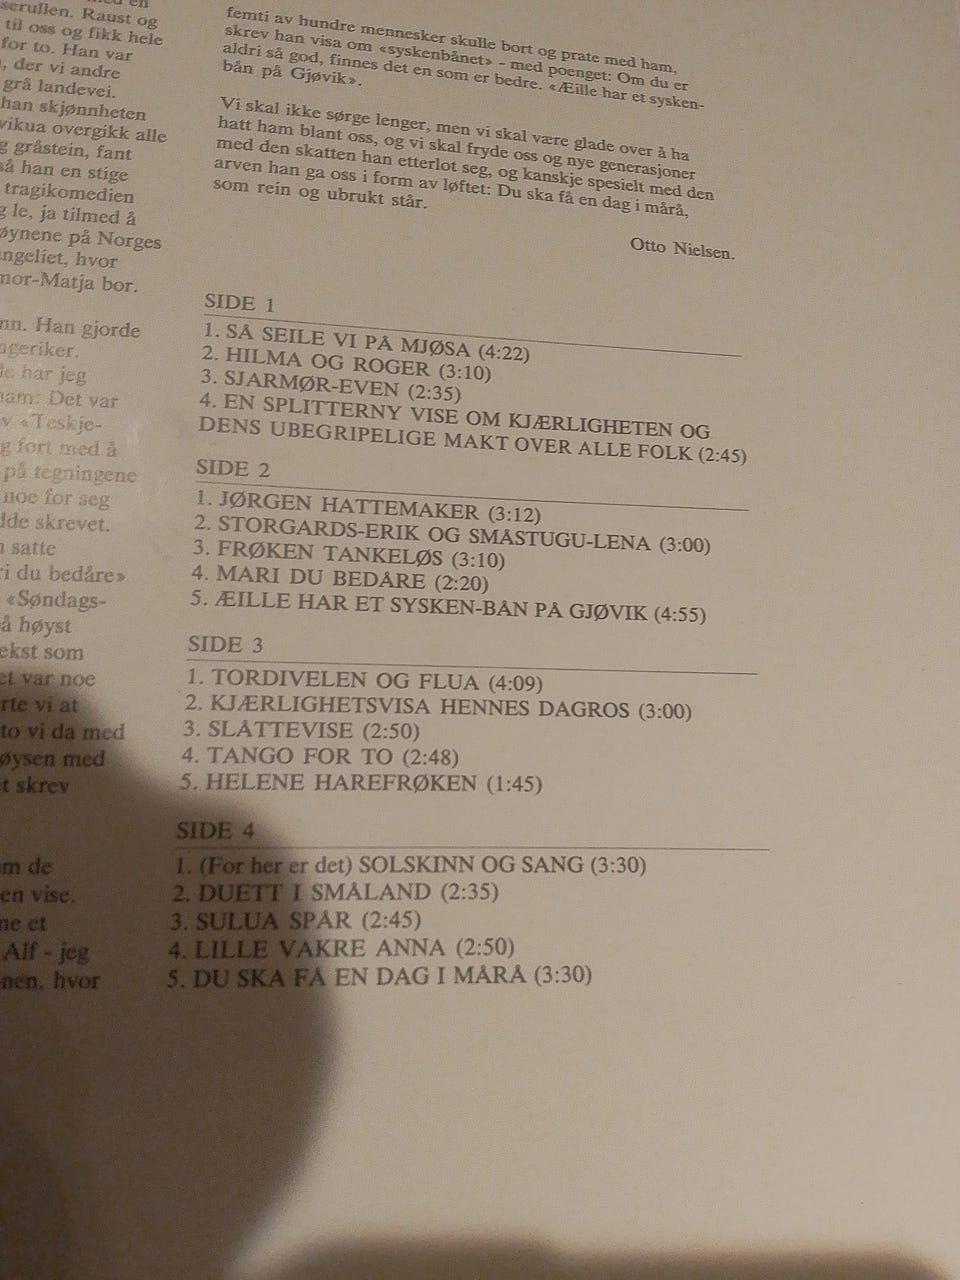 serullen. Raust og
til oss og fikk hele
for to. Han var
, der vi andre
grå landevei.
han skjønnheten
vikua overgikk alle
g gråstein, fant
så han en stige
tragikomedien
g le, ja tilmed å
øynene på Norges
angeliet, hvor
mor-Matja bor.
nn. Han gjorde
ageriker.
le. har jeg
ham: Det var
v «Teskje-
g fort med å
på tegningene
noe for seg
dde skrevet.
n satte
ri du bedåre»
«Søndags-
å høyst
ekst som
et var noe
rte vi at
to vi da med
øysen med
t skrev
m de
en vise.
ne et
Alf - jeg
nen, hvor
femti av hundre mennesker skulle bort og prate med ham,
skrev han visa om «syskenbånet» - med poenget: Om du er
aldri så god, finnes det en som er bedre. «Æille har et sysken-
bån på Gjøvik».
Vi skal ikke sørge lenger, men vi skal være glade over å ha
hatt ham blant oss, og vi skal fryde oss og nye generasjoner
med den skatten han etterlot seg, og kanskje spesielt med den
arven han ga oss i form av løftet: Du ska få en dag i mårå,
som rein og ubrukt står.
Otto Nielsen.
SIDE 1
1. SÅ SEILE VI PÅ MJØSA (4:22)
2. HILMA OG ROGER (3:10)
3. SJARMØR-EVEN (2:35)
4. EN SPLITTERNY VISE OM KJÆRLIGHETEN OG
DENS UBEGRIPELIGE MAKT OVER ALLE FOLK (2:45)
SIDE 2
1. JØRGEN HATTEMAKER (3:12)
2. STORGARDS-ERIK OG SMÅSTUGU-LENA (3:00)
3. FRØKEN TANKELØS (3:10)
4. MARI DU BEDÅRE (2:20)
5. ÆILLE HAR ET SYSKEN-BÅN PÅ GJØVIK (4:55)
SIDE 3
1. TORDIVELEN OG FLUA (4:09)
2. KJÆRLIGHETSVISA HENNES DAGROS (3:00)
3. SLÅTTEVISE (2:50)
4. TANGO FOR TO (2:48)
5. HELENE HAREFRØKEN (1:45)
SIDE 4
1. (For her er det) SOLSKINN OG SANG (3:30)
2. DUETT I SMÅLAND (2:35)
3. SULUA SPÅR (2:45)
4. LILLE VAKRE ANNA (2:50)
5. DU SKA FÅ EN DAG I MÅRÅ (3:30)